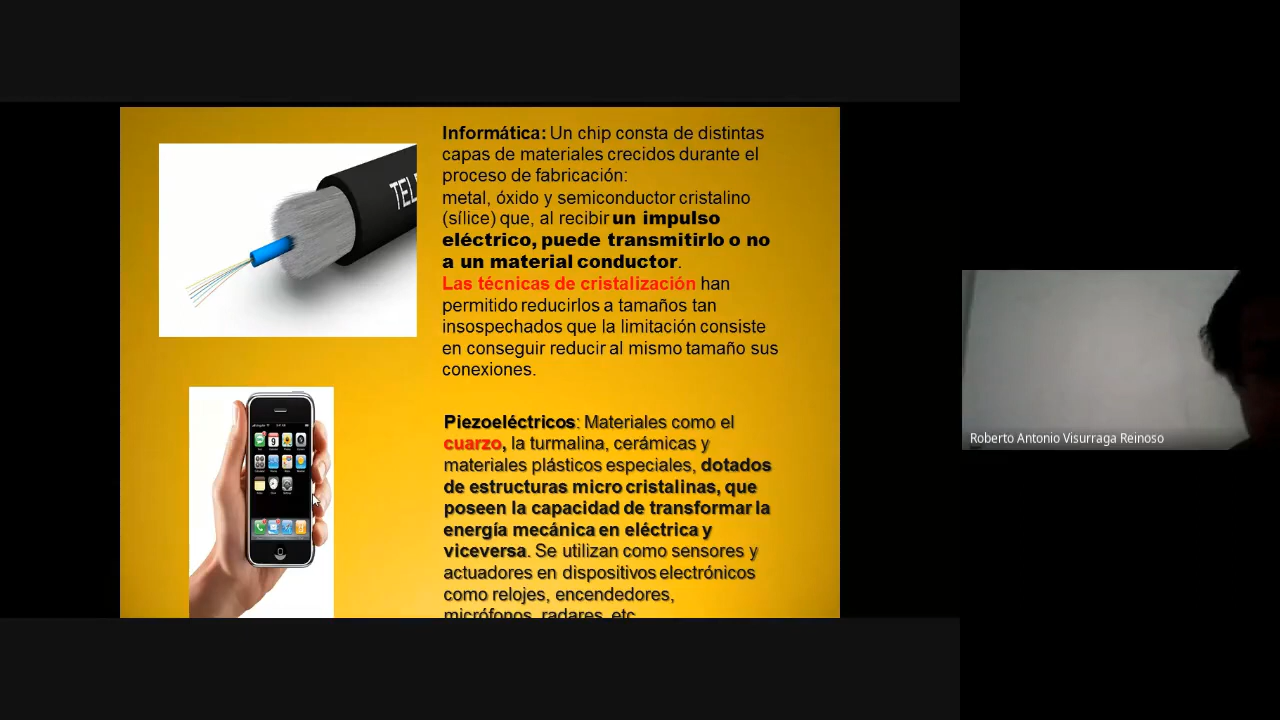 TEL
Informática: Un chip consta de distintas
capas de materiales crecidos durante el
proceso de fabricación:
metal, óxido y semiconductor cristalino
(sílice) que, al recibir un impulso
eléctrico, puede transmitirlo o no
a un material conductor.
Las técnicas de cristalización han
permitido reducirlos a tamaños tan
insospechados que la limitación consiste
en conseguir reducir al mismo tamaño sus
conexiones.
Piezoeléctricos: Materiales como el
cuarzo, la turmalina, cerámicas y
materiales plásticos especiales, dotados
de estructuras micro cristalinas, que
poseen la capacidad de transformar la
energía mecánica en eléctrica y
viceversa. Se utilizan como sensores y
actuadores en dispositivos electrónicos
como relojes, encendedores,
micrófonos, radares, etc.
Roberto Antonio Visurraga Reinoso